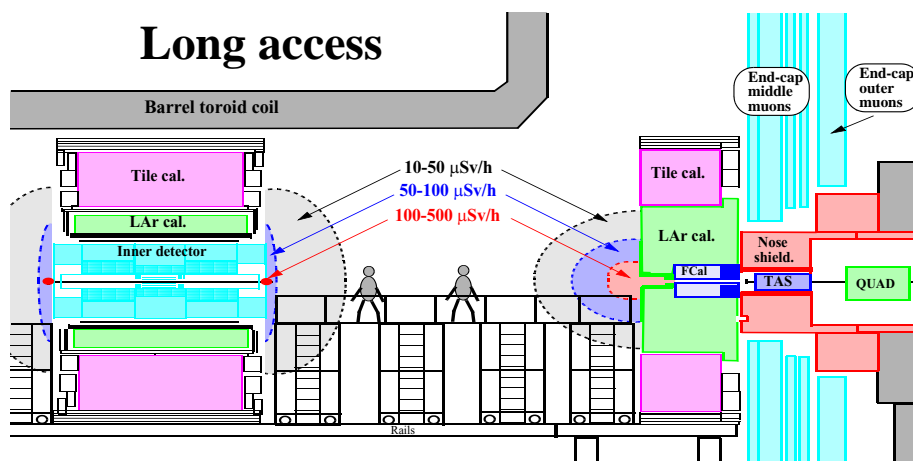 Long access
Barrel toroid coil
End-cap
middle
muons
End-cap
outer
muons
Tile cal.
10-50 μSv/h
50-100 μSv/h
100-500 μSv/h
Tile cal.
LAr cal.
Inner detector
LAr cal.
Nose
shield.
FCal
TAS
QUAD
Rails